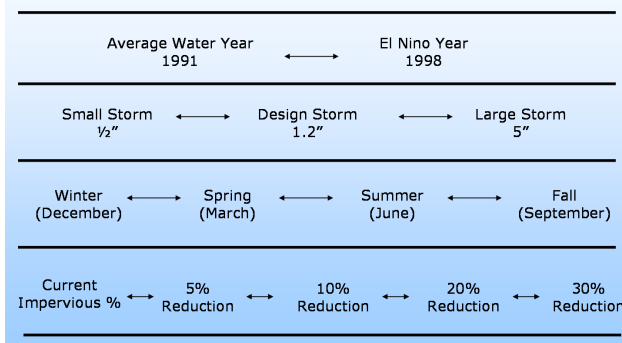 Average Water Year El Nino Year
1991 1998
Small Storm Design Storm Large Storm
½” 1.2” 5”
Winter Spring Summer Fall
(December) (March) (June) (September)
Current 5% 10% 20% 30%
Impervious % Reduction Reduction Reduction Reduction